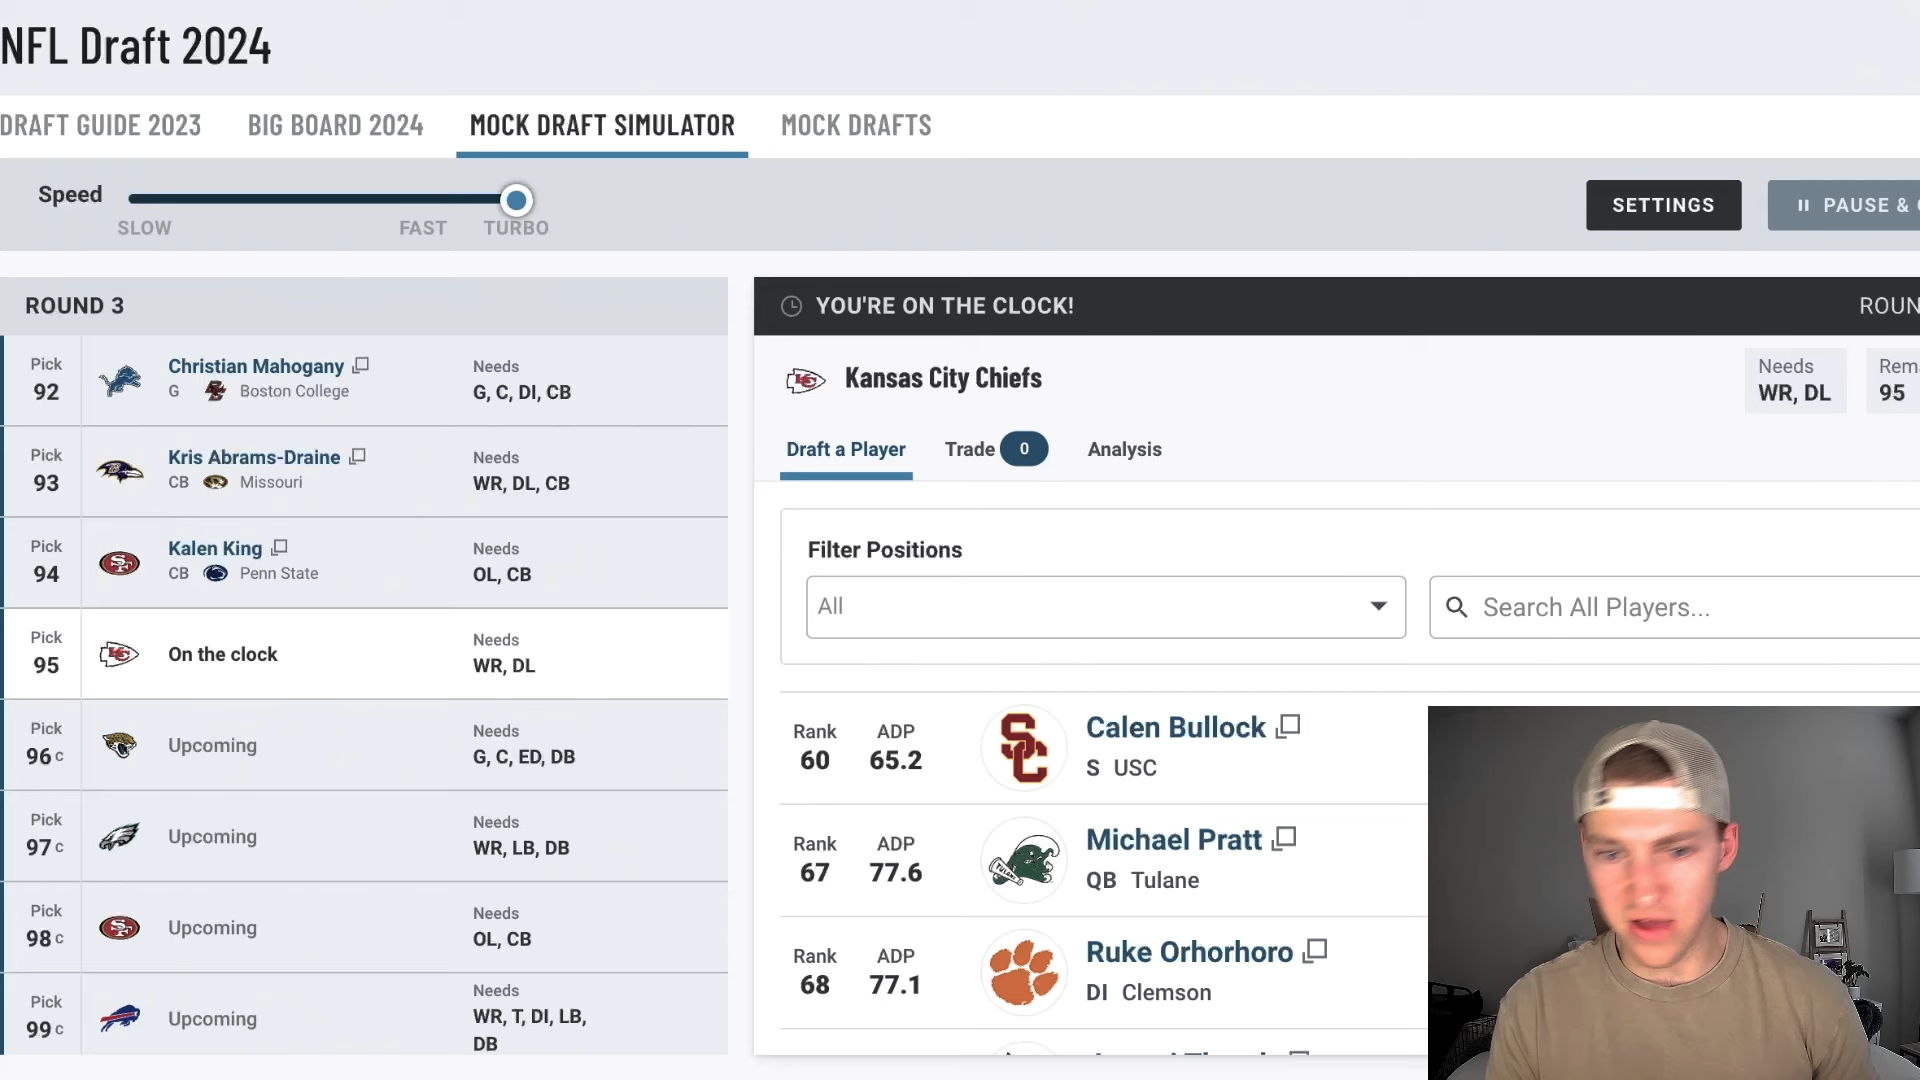 NFL Draft 2024
DRAFT GUIDE 2023 BIG BOARD 2024 MOCK DRAFT SIMULATOR MOCK DRAFTS
Speed
SLOW FAST TURBO
SETTINGS
PAUSE &
ROUND 3
Pick 92
Christian Mahogany
G Boston College
Needs
G, C, DI, CB
Pick 93
Kris Abrams-Draine
CB Missouri
Needs
WR, DL, CB
Pick 94
Kalen King
CB Penn State
Needs
OL, CB
Pick 95
On the clock
Needs
WR, DL
Pick 96 c
Upcoming
Needs
G, C, ED, DB
Pick 97 c
Upcoming
Needs
WR, LB, DB
Pick 98 c
Upcoming
Needs
OL, CB
Pick 99 c
Upcoming
Needs
WR, T, DI, LB,
DB
YOU'RE ON THE CLOCK!
ROUN
Kansas City Chiefs
Needs
WR, DL
Rem
95
Draft a Player Trade 0 Analysis
Filter Positions
All
Search All Players...
Rank 60
ADP 65.2
SC
Calen Bullock
S USC
Rank 67
ADP 77.6
TULANE
Michael Pratt
QB Tulane
Rank 68
ADP 77.1
Ruke Orhorhoro
DI Clemson